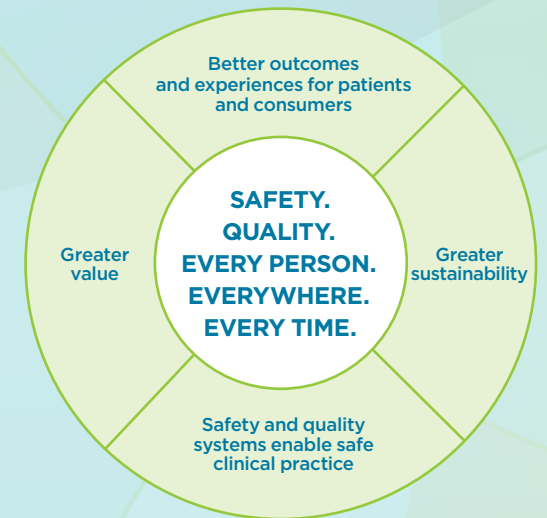 Better outcomes
and experiences for patients
and consumers
SAFETY.
QUALITY.
EVERY PERSON.
EVERYWHERE.
EVERY TIME.
Greater
value
Greater
sustainability
Safety and quality
systems enable safe
clinical practice